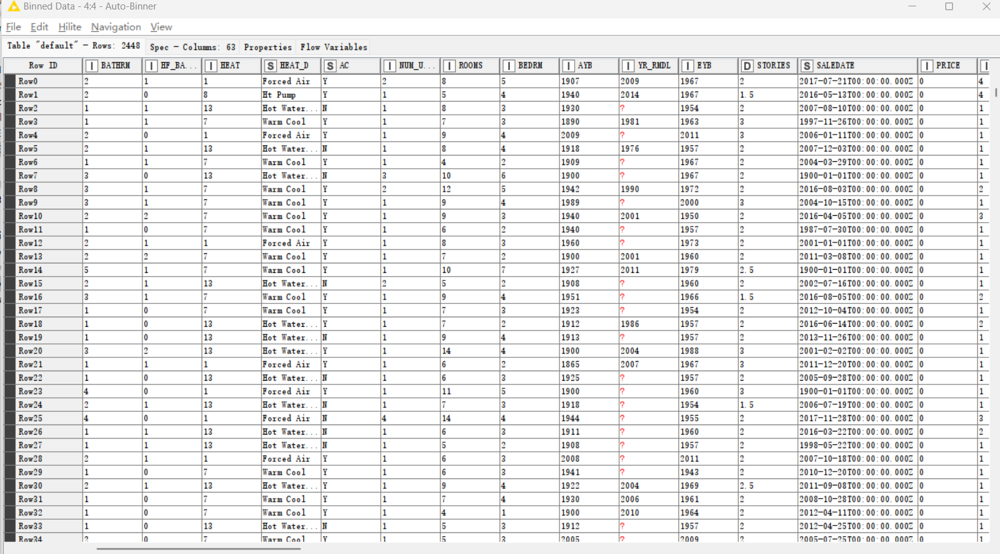 Binned Data - 4:4 - Auto-Binner
File Edit Hilite Navigation View
Table "default" - Rows: 2448 Spec - Columns: 63 Properties Flow Variables
Row ID I BATHRM I HF_BA... I HEAT S HEAT_D S AC I NUM_U... I ROOMS I BEDRM I AYB I YR_RMDL I EYB D STORIES S SALEDATE I PRICE I
Row0 2 1 1 Forced Air Y 2 8 5 1907 2009 1967 2 2017-07-21T00:00:00.000Z 0 4
Row1 2 0 8 Ht Pump Y 1 5 4 1940 2014 1967 1.5 2016-05-13T00:00:00.000Z 0 4
Row2 1 1 13 Hot Water... N 1 8 3 1930 ? 1954 2 2007-08-10T00:00:00.000Z 0 1
Row3 1 1 7 Warm Cool Y 1 7 3 1890 1981 1963 3 1997-11-26T00:00:00.000Z 0 1
Row4 2 0 1 Forced Air Y 1 9 4 2009 ? 2011 3 2006-01-11T00:00:00.000Z 0 1
Row5 2 1 13 Hot Water... N 1 8 4 1918 1976 1957 2 2007-12-03T00:00:00.000Z 0 1
Row6 1 1 7 Warm Cool Y 1 4 2 1909 ? 1967 2 2004-03-29T00:00:00.000Z 0 1
Row7 3 0 13 Hot Water... N 3 10 6 1900 ? 1967 2 1900-01-01T00:00:00.000Z 0 1
Row8 3 1 7 Warm Cool Y 2 12 5 1942 1990 1972 2 2016-08-03T00:00:00.000Z 0 2
Row9 3 1 7 Warm Cool Y 1 9 4 1989 ? 2000 3 2004-10-15T00:00:00.000Z 0 1
Row10 2 2 7 Warm Cool Y 1 9 3 1940 2001 1950 2 2016-04-05T00:00:00.000Z 0 3
Row11 1 0 7 Warm Cool Y 1 6 2 1940 ? 1957 2 1987-07-30T00:00:00.000Z 0 1
Row12 2 1 1 Forced Air Y 1 8 3 1960 ? 1973 2 2001-01-01T00:00:00.000Z 0 1
Row13 2 2 7 Warm Cool Y 1 7 2 1900 2001 1960 2 2011-03-08T00:00:00.000Z 0 1
Row14 5 1 7 Warm Cool Y 1 10 7 1927 2011 1979 2.5 1900-01-01T00:00:00.000Z 0 1
Row15 2 1 13 Hot Water... N 2 5 2 1908 ? 1960 2 2002-07-16T00:00:00.000Z 0 1
Row16 3 1 7 Warm Cool Y 1 9 4 1951 ? 1966 1.5 2016-08-05T00:00:00.000Z 0 2
Row17 1 0 7 Warm Cool Y 1 7 3 1923 ? 1954 2 2012-10-04T00:00:00.000Z 0 1
Row18 1 0 13 Hot Water... Y 1 7 2 1912 1986 1957 2 2016-06-14T00:00:00.000Z 0 2
Row19 1 0 13 Hot Water... N 1 9 4 1913 ? 1957 2 2013-11-26T00:00:00.000Z 0 1
Row20 3 2 13 Hot Water... Y 1 14 4 1900 2004 1988 3 2001-02-02T00:00:00.000Z 0 1
Row21 1 1 1 Forced Air Y 1 6 2 1865 2007 1967 3 2011-12-20T00:00:00.000Z 0 1
Row22 1 0 13 Hot Water... N 1 6 3 1925 ? 1957 2 2005-09-28T00:00:00.000Z 0 1
Row23 4 0 1 Forced Air Y 1 11 5 1900 ? 1960 3 1900-01-01T00:00:00.000Z 0 1
Row24 2 1 13 Hot Water... N 1 7 3 1918 ? 1954 1.5 2006-07-19T00:00:00.000Z 0 1
Row25 4 0 1 Forced Air N 4 14 4 1944 ? 1955 2 2017-11-28T00:00:00.000Z 0 3
Row26 1 1 13 Hot Water... N 1 6 3 1911 ? 1960 2 2016-03-22T00:00:00.000Z 0 2
Row27 1 1 13 Hot Water... N 1 5 2 1908 ? 1957 2 1998-05-22T00:00:00.000Z 0 1
Row28 2 1 1 Forced Air Y 1 6 3 2008 ? 2011 2 2007-10-18T00:00:00.000Z 0 1
Row29 1 0 7 Warm Cool Y 1 6 3 1941 ? 1943 2 2010-12-20T00:00:00.000Z 0 1
Row30 2 1 13 Hot Water... Y 1 9 4 1922 2004 1969 2.5 2011-09-08T00:00:00.000Z 0 1
Row31 1 0 7 Warm Cool Y 1 7 4 1930 2006 1961 2 2008-10-28T00:00:00.000Z 0 1
Row32 1 0 7 Warm Cool Y 1 4 1 1900 2010 1964 2 2012-04-11T00:00:00.000Z 0 1
Row33 1 0 13 Hot Water... N 1 5 3 1912 ? 1957 2 2012-04-25T00:00:00.000Z 0 1
Row34 2 0 7 Warm Cool Y 1 5 3 2005 ? 2009 2 2005-07-25T00:00:00.000Z 0 1